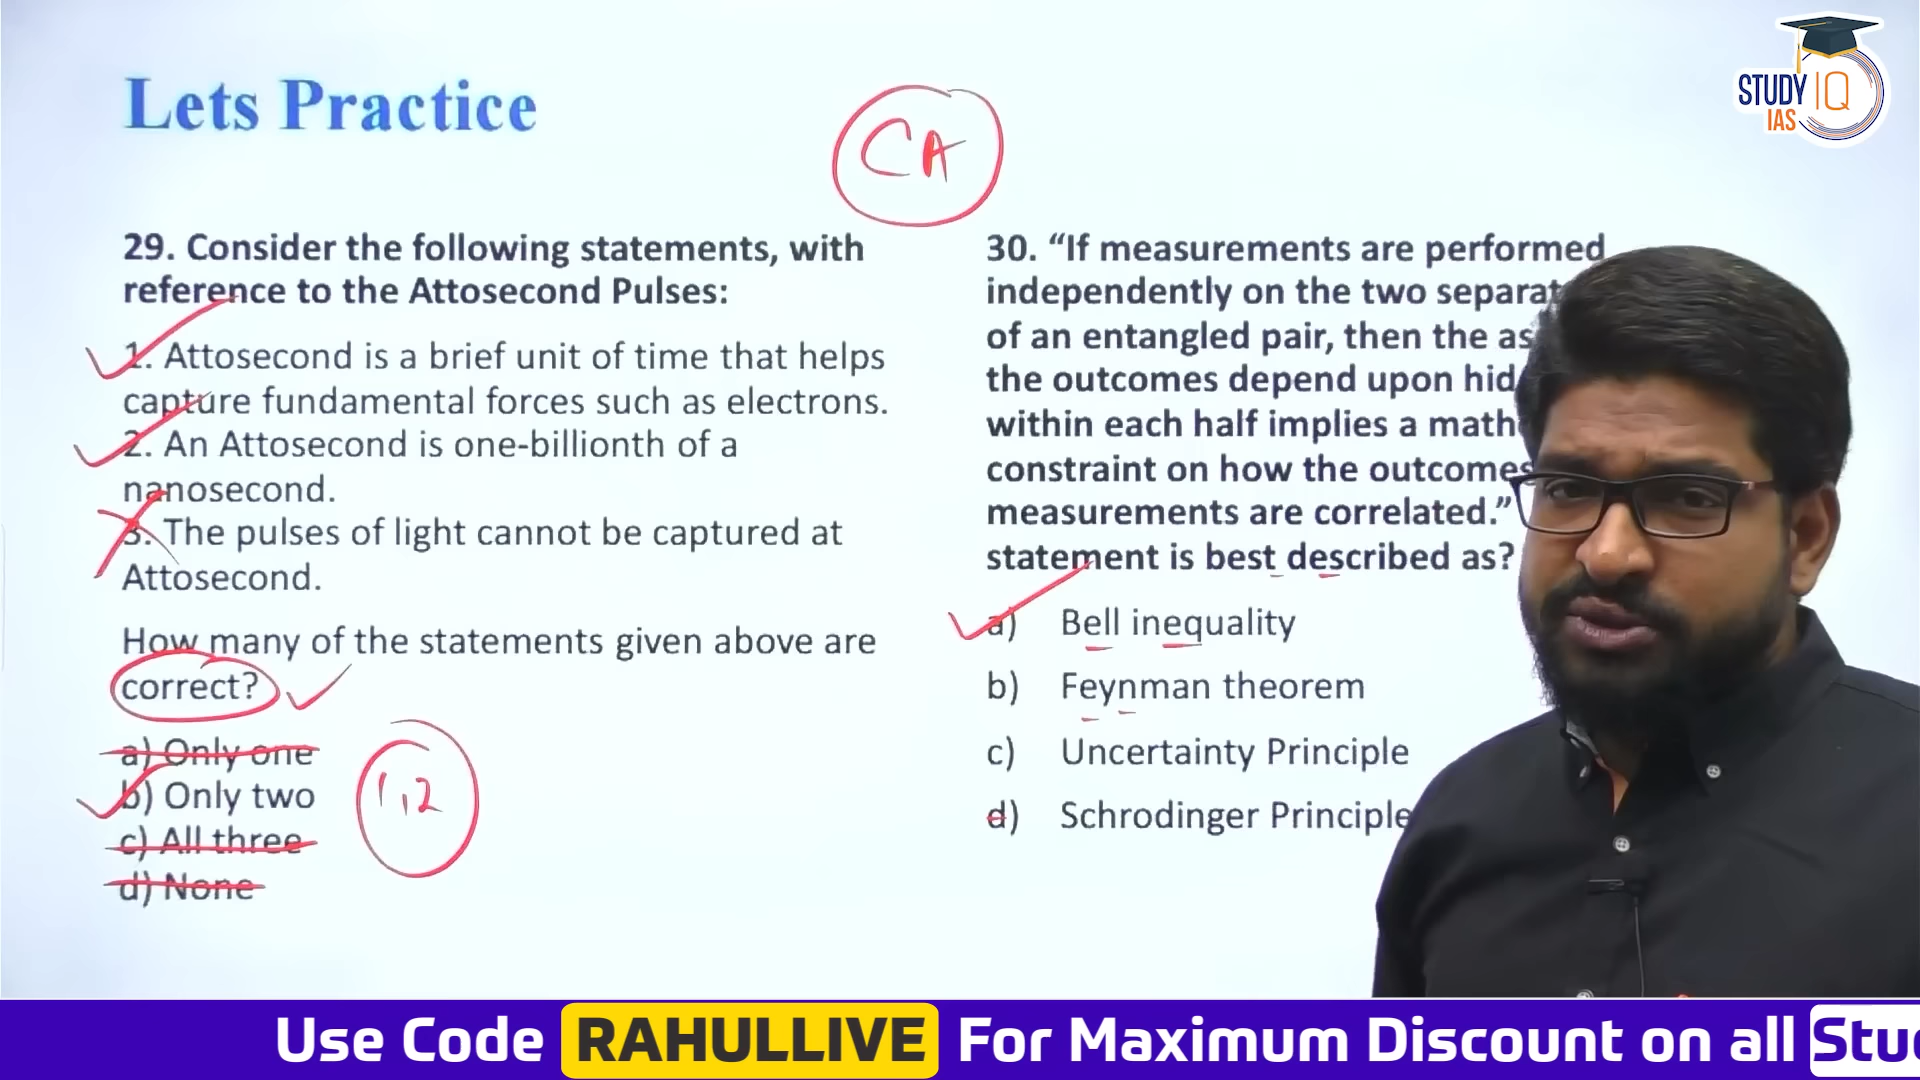 Lets Practice
CA
STUDY IQ
IAS
29. Consider the following statements, with
reference to the Attosecond Pulses:
1. Attosecond is a brief unit of time that helps
capture fundamental forces such as electrons.
2. An Attosecond is one-billionth of a
nanosecond.
3. The pulses of light cannot be captured at
Attosecond.
How many of the statements given above are
correct?
a) Only one
b) Only two
c) All three
d) None
1,2
30. “If measurements are performed
independently on the two separat
of an entangled pair, then the as
the outcomes depend upon hid
within each half implies a math
constraint on how the outcomes
measurements are correlated.”
statement is best described as?
a) Bell inequality
b) Feynman theorem
c) Uncertainty Principle
d) Schrodinger Principle
Use Code RAHULLIVE For Maximum Discount on all Stu